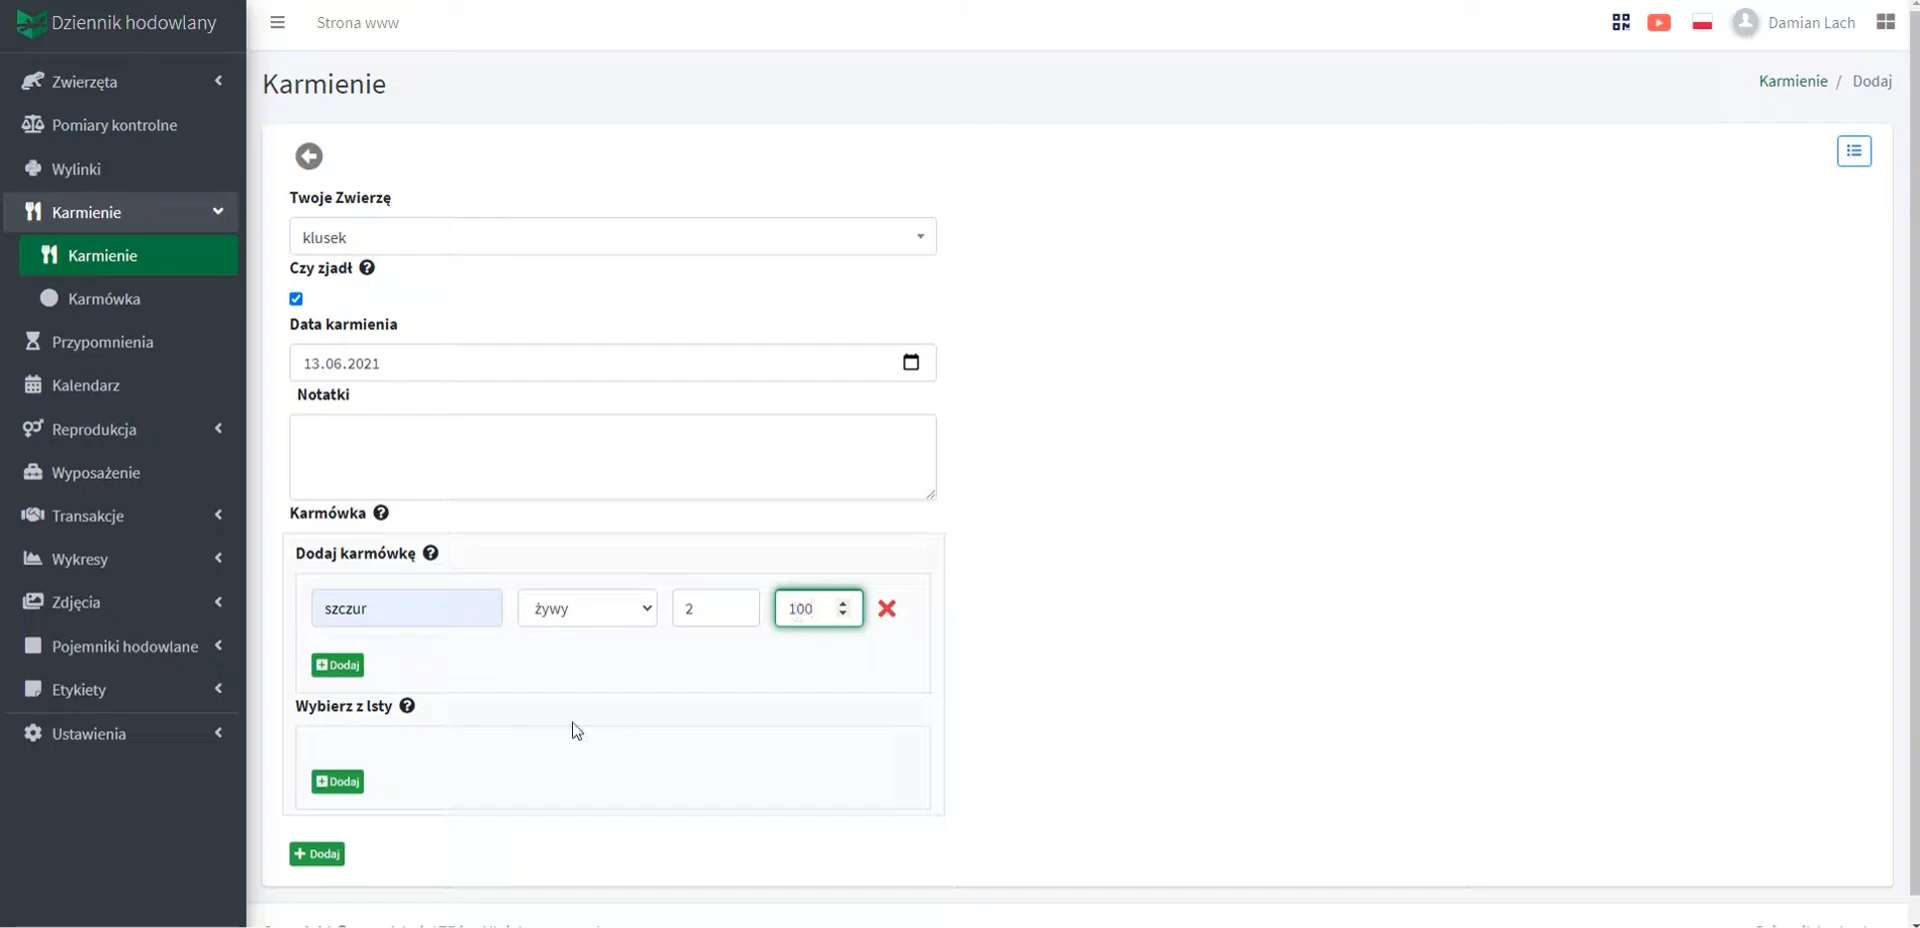 Dziennik hodowlany
Strona www
Damian Lach
Zwierzęta
Pomiary kontrolne
Wylinki
Karmienie
Karmienie
Karmówka
Przypomnienia
Kalendarz
Reprodukcja
Wyposażenie
Transakcje
Wykresy
Zdjęcia
Pojemniki hodowlane
Etykiety
Ustawienia
Karmienie
Karmienie / Dodaj
Twoje Zwierzę
klusek
Czy zjadł
Data karmienia
13.06.2021
Notatki
Karmówka
Dodaj karmówkę
szczur żywy 2 100
Dodaj
Wybierz z lsty
Dodaj
Dodaj